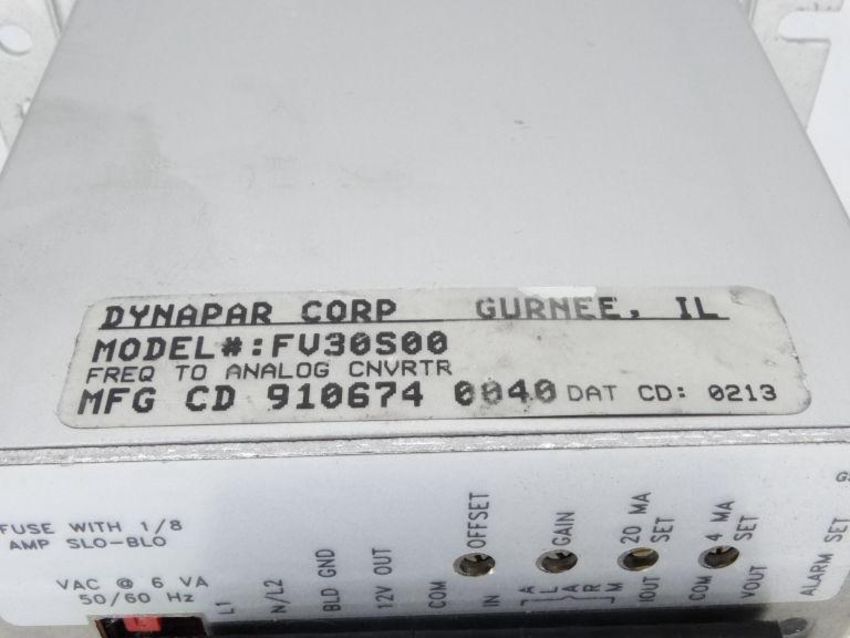 DYNAPAR CORP GURNEE, IL
MODEL#:FV30S00
FREQ TO ANALOG CNVRTR
MFG CD 910674 0040 DAT CD: 0213
FUSE WITH 1/8
AMP SLO-BLO
VAC @ 6 VA
50/60 Hz
L1
N/L2
BLD GND
12V OUT
COM
OFFSET
IN
GAIN
ALARM
20 MA
SET
IOUT
COM
4 MA
SET
VOUT
ALARM SET